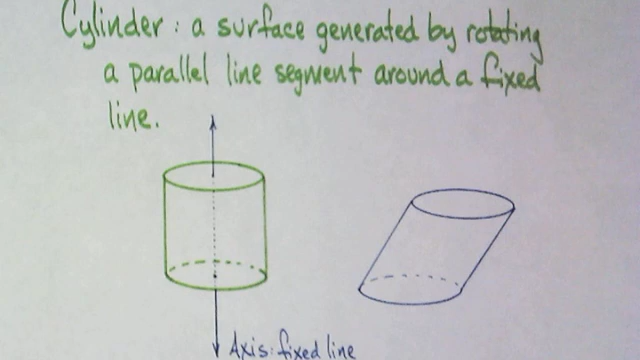 Cylinder: a surface generated by rotating
a parallel line segment around a fixed
line.
Axis: fixed line